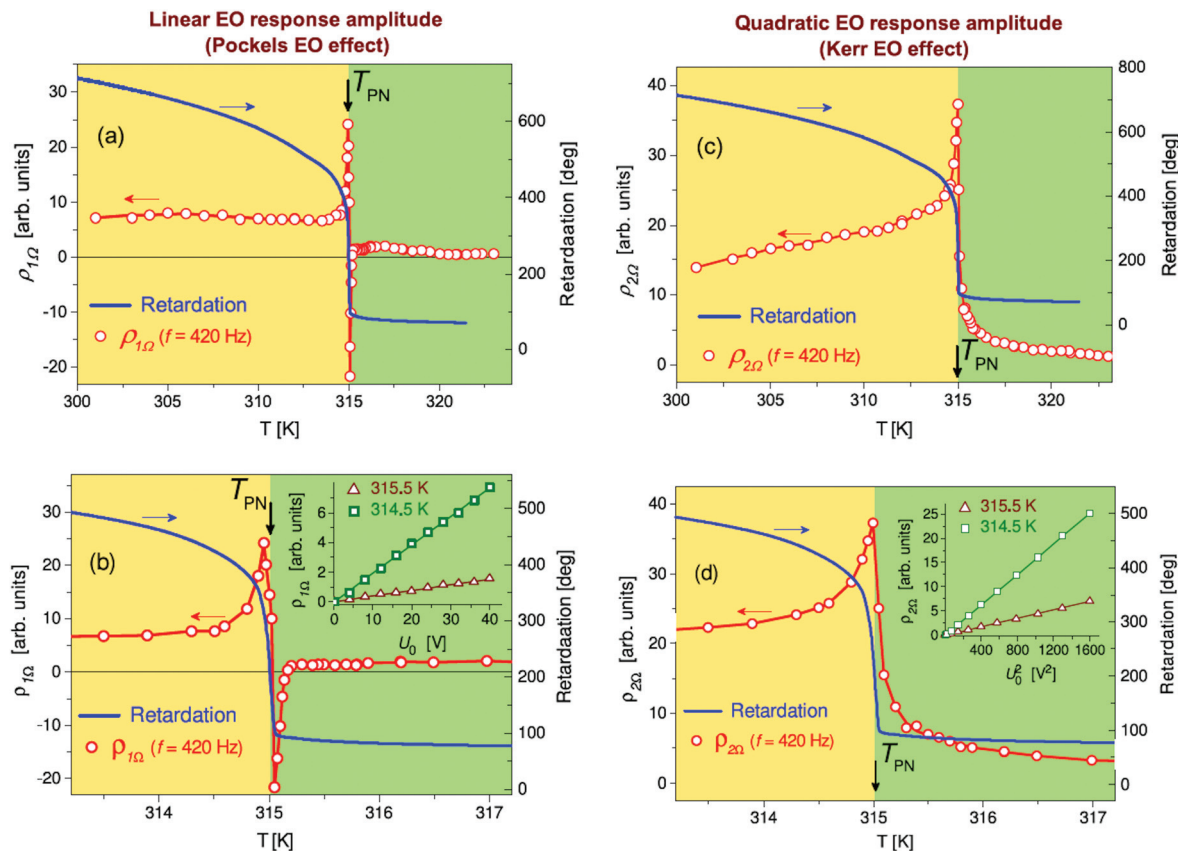 Linear EO response amplitude
(Pockels EO effect)
Quadratic EO response amplitude
(Kerr EO effect)
(a)
T_PN
ρ_1Ω [arb. units]
30
20
10
0
-10
-20
Retardaation [deg]
600
400
200
0
Retardation
ρ_1Ω (f = 420 Hz)
300 305 310 315 320
T [K]
(c)
T_PN
ρ_2Ω [arb. units]
40
30
20
10
0
Retardation [deg]
800
600
400
200
0
Retardation
ρ_2Ω (f = 420 Hz)
300 305 310 315 320
T [K]
(b)
T_PN
ρ_1Ω [arb. units]
30
20
10
0
-10
-20
Retardaation [deg]
500
400
300
200
100
0
315.5 K
314.5 K
ρ_1Ω [arb. units]
6
4
2
0
0 10 20 30 40
U_0 [V]
Retardation
ρ_1Ω (f = 420 Hz)
314 315 316 317
T [K]
(d)
T_PN
ρ_2Ω [arb. units]
40
35
30
25
20
15
10
5
0
Retardation [deg]
500
400
300
200
100
0
315.5 K
314.5 K
ρ_2Ω [arb. units]
25
20
15
10
5
0
400 800 1200 1600
U_0^2 [V^2]
Retardation
ρ_2Ω (f = 420 Hz)
314 315 316 317
T [K]